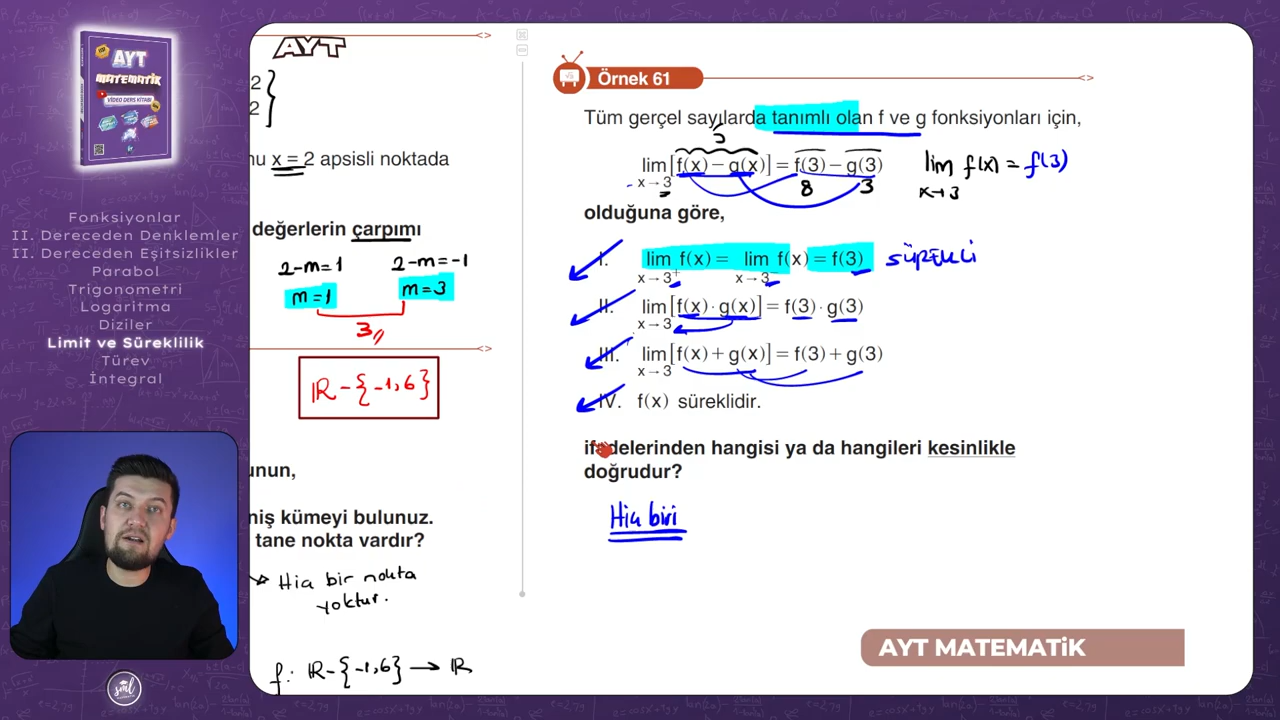 AYT
MATEMATİK
VİDEO DERS KİTABI
Fonksiyonlar
II. Dereceden Denklemler
II. Dereceden Eşitsizlikler
Parabol
Trigonometri
Logaritma
Diziler
Limit ve Süreklilik
Türev
İntegral
sml
AYT
2
2
nu x = 2 apsisli noktada
değerlerin çarpımı
2-m=1 2-m=-1
m=1 m=3
3//
R-{-1,6}
unun,
niş kümeyi bulunuz.
tane nokta vardır?
Hia bir nokta
yoktur.
f: R-{-1,6} → R
Örnek 61
Tüm gerçel sayılarda tanımlı olan f ve g fonksiyonları için,
5
lim [f(x) − g(x)] = f(3) − g(3) lim f(x) = f(3)
x→3 8 3 x→3
olduğuna göre,
I. lim f(x) = lim f(x) = f(3) SÜREKLİ
x→3+ x→3-
II. lim [f(x) · g(x)] = f(3) · g(3)
x→3
III. lim [f(x) + g(x)] = f(3) + g(3)
x→3
IV. f(x) süreklidir.
ifadelerinden hangisi ya da hangileri kesinlikle
doğrudur?
Hia biri
AYT MATEMATİK